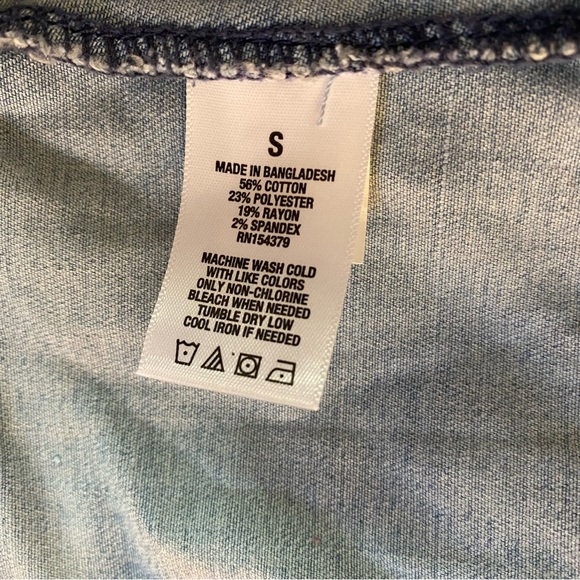 S
MADE IN BANGLADESH
56% COTTON
23% POLYESTER
19% RAYON
2% SPANDEX
RN154379
MACHINE WASH COLD
WITH LIKE COLORS
ONLY NON-CHLORINE
BLEACH WHEN NEEDED
TUMBLE DRY LOW
COOL IRON IF NEEDED